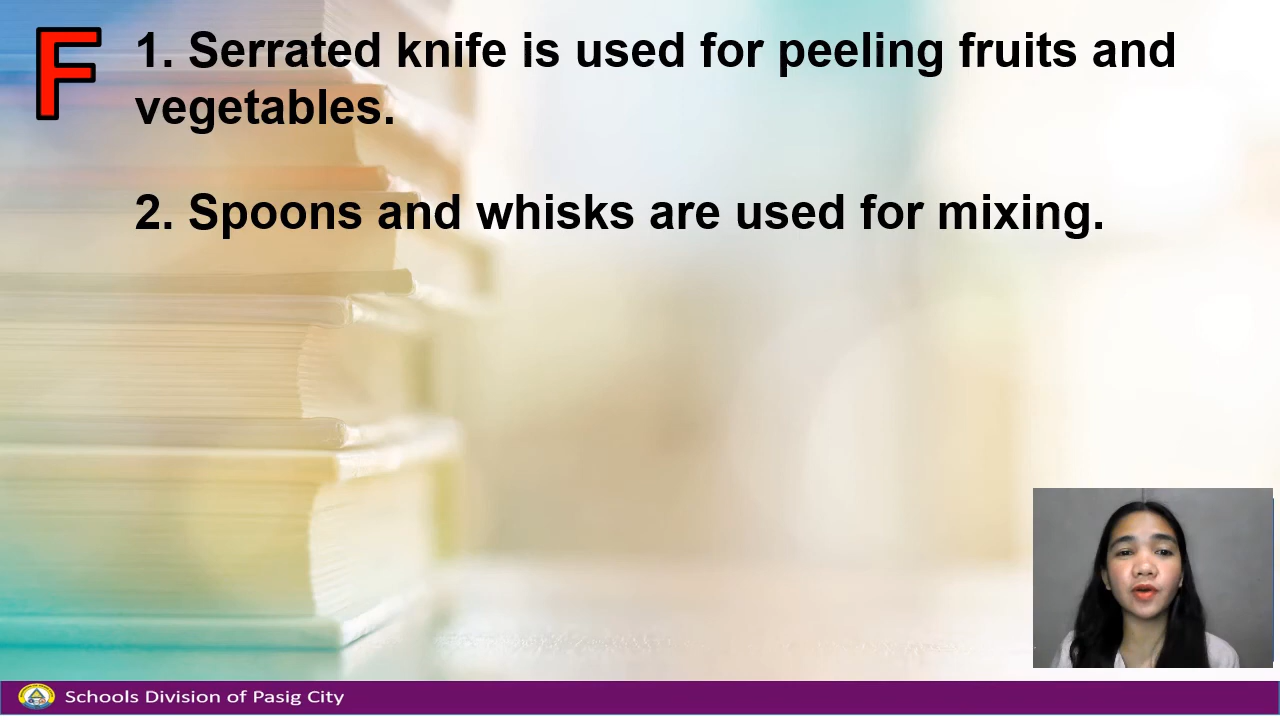 F
1. Serrated knife is used for peeling fruits and
vegetables.
2. Spoons and whisks are used for mixing.
Schools Division of Pasig City